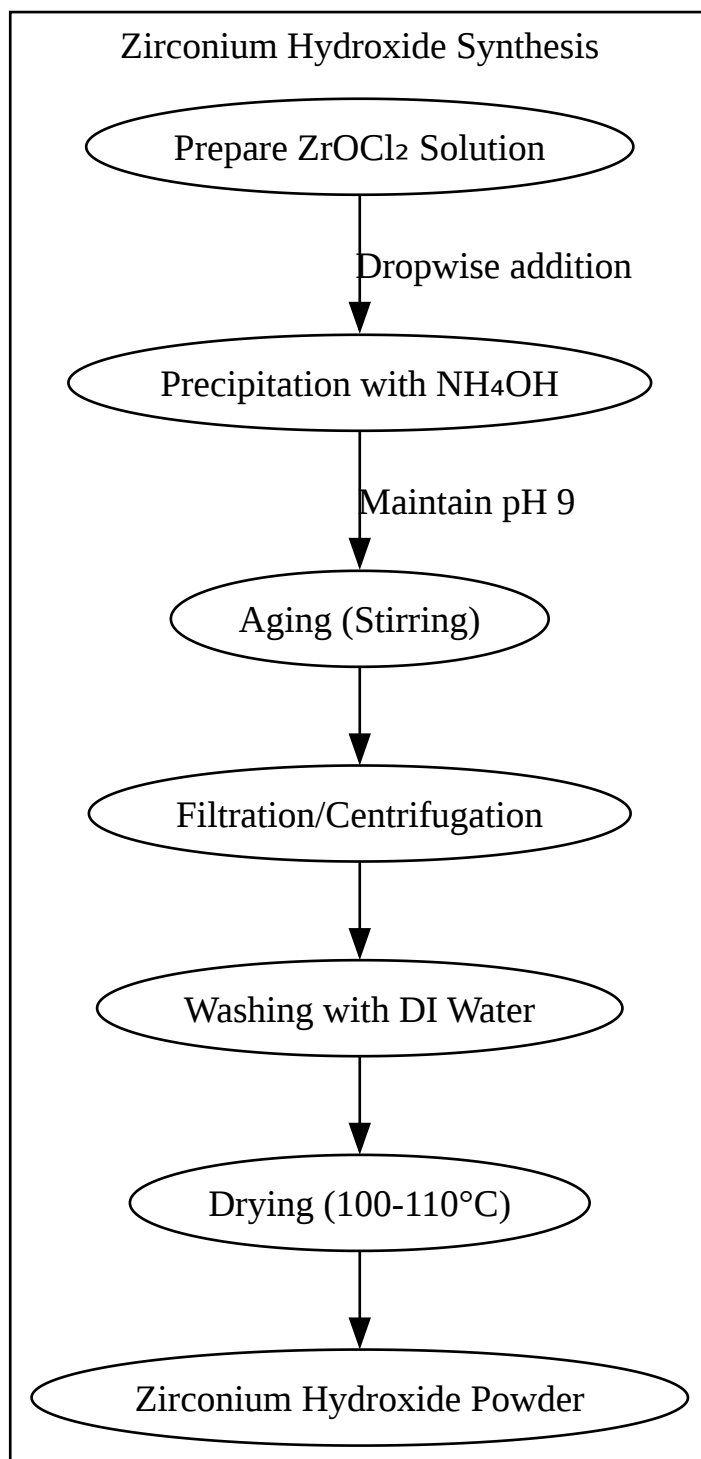 Zirconium Hydroxide Synthesis
Prepare ZrOCl₂ Solution
Dropwise addition
Precipitation with NH₄OH
Maintain pH 9
Aging (Stirring)
Filtration/Centrifugation
Washing with DI Water
Drying (100-110°C)
Zirconium Hydroxide Powder